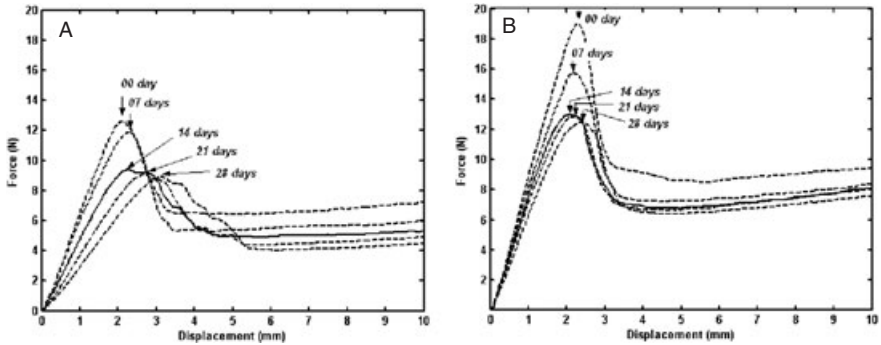 A
20
18
16
14
12
10
8
6
4
2
0
Force (N)
00 day
07 days
14 days
21 days
28 days
0 1 2 3 4 5 6 7 8 9 10
Displacement (mm)
B
20
18
16
14
12
10
8
6
4
2
0
Force (N)
00 day
07 days
14 days
21 days
28 days
0 1 2 3 4 5 6 7 8 9 10
Displacement (mm)